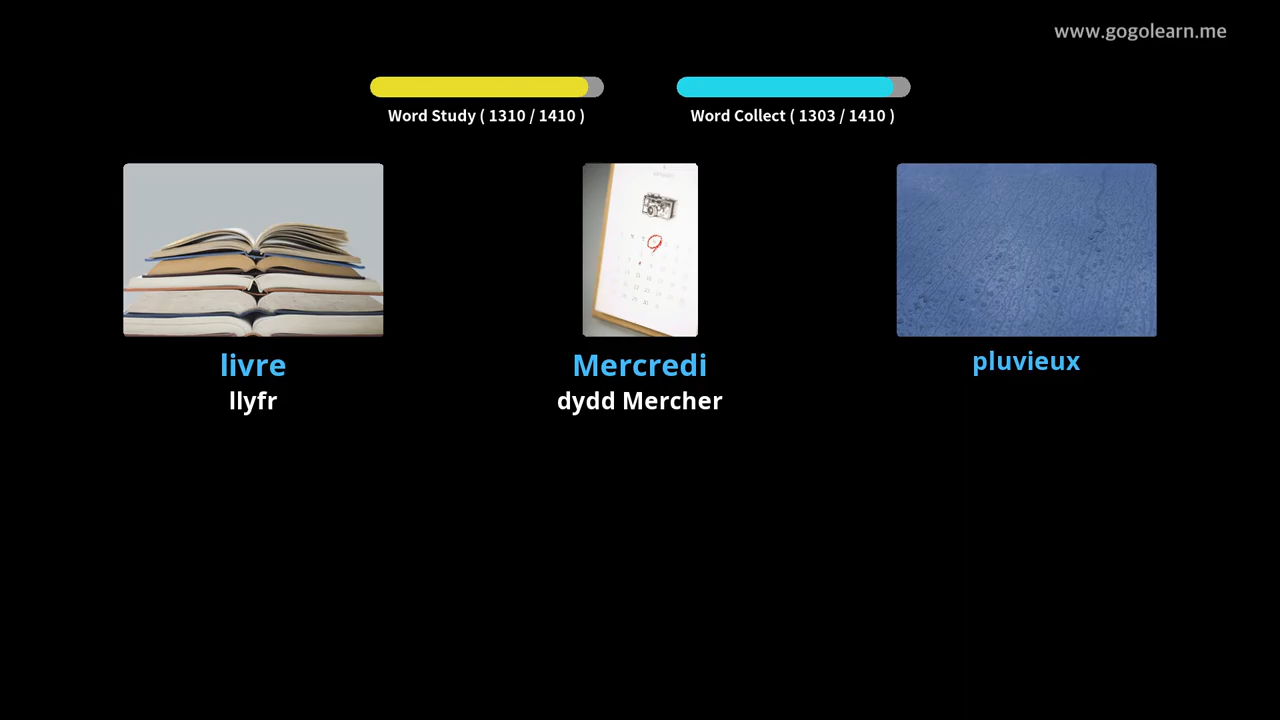 www.gogolearn.me
Word Study ( 1310 / 1410 )
Word Collect ( 1303 / 1410 )
livre
llyfr
Mercredi
dydd Mercher
pluvieux